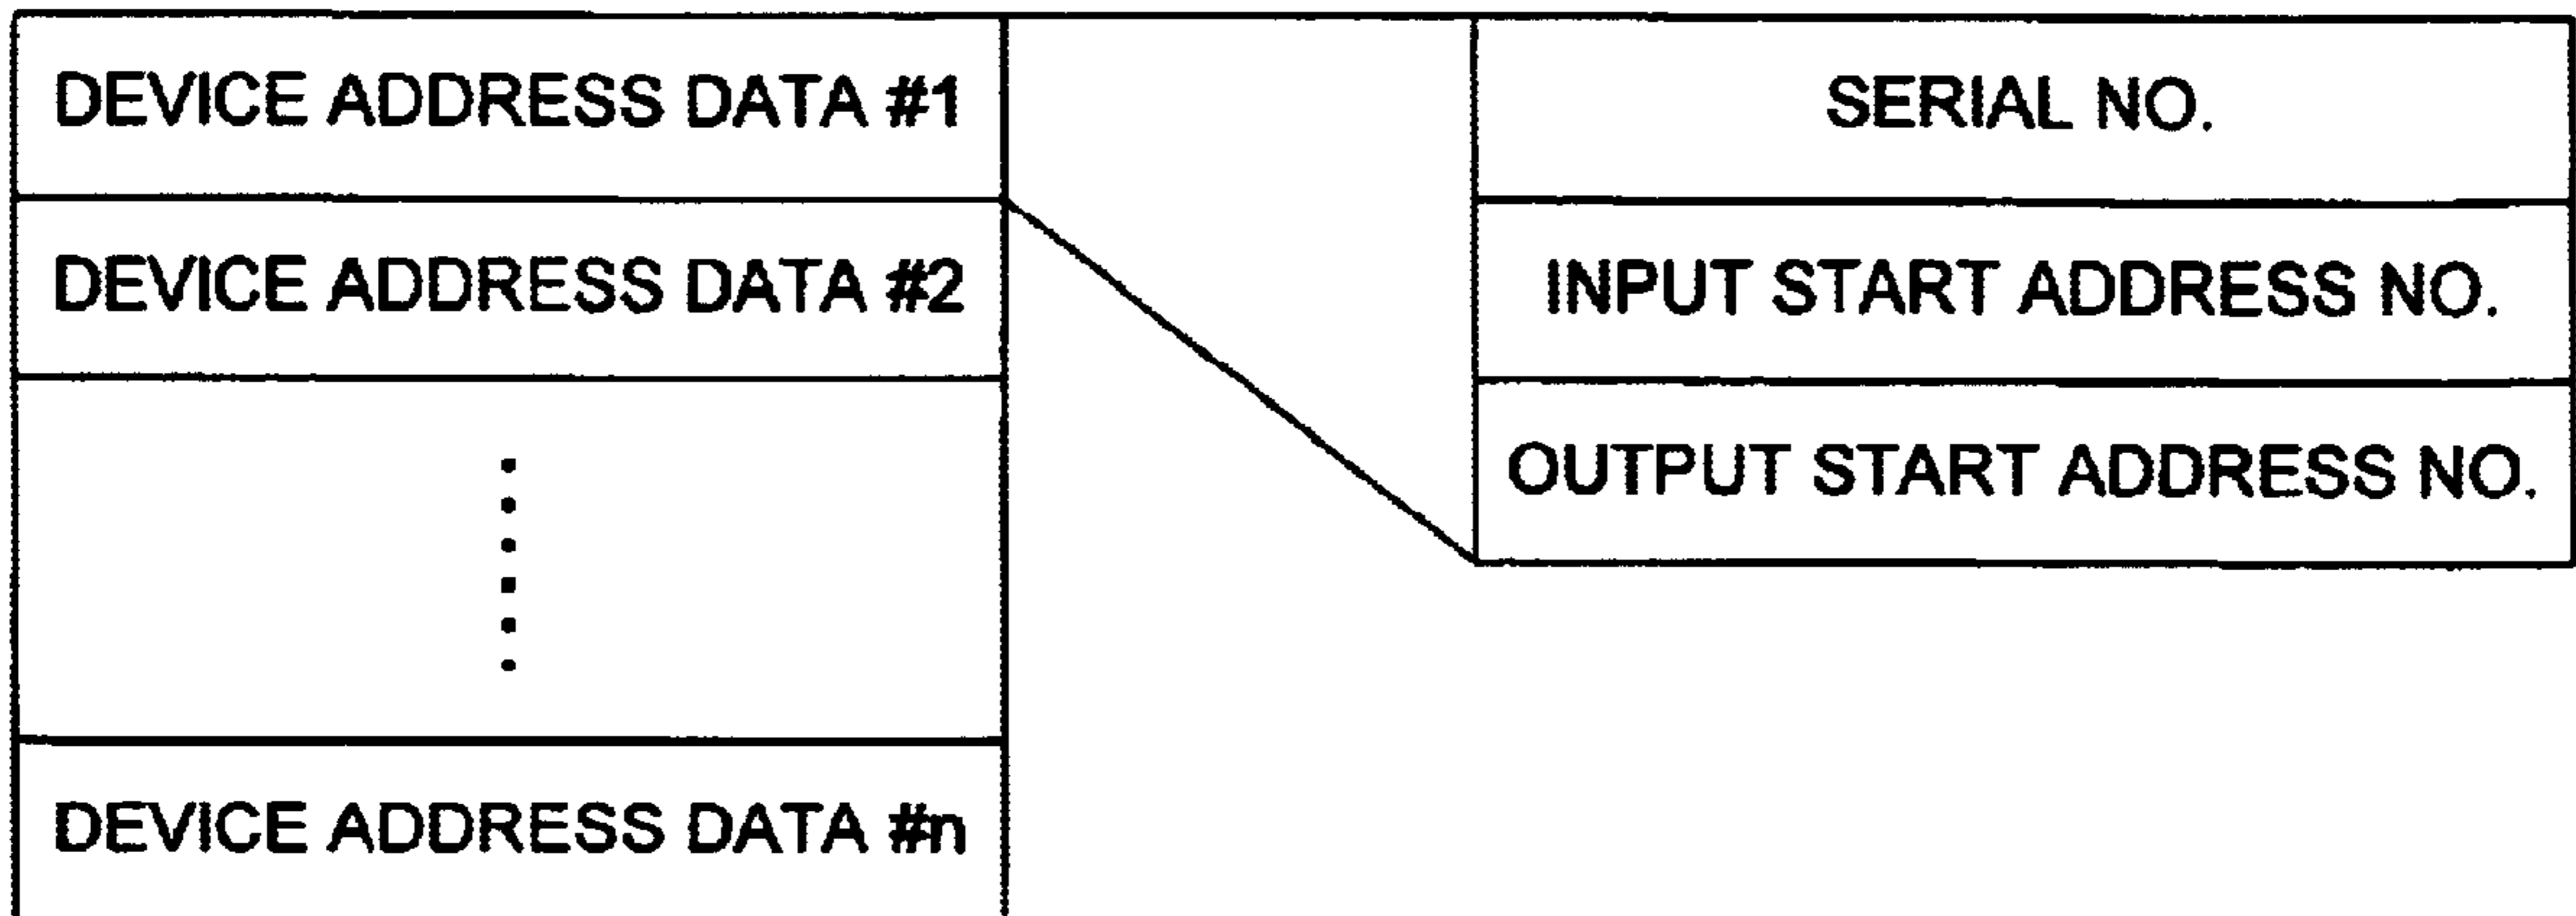 DEVICE ADDRESS DATA #1
DEVICE ADDRESS DATA #2
DEVICE ADDRESS DATA #n
SERIAL NO.
INPUT START ADDRESS NO.
OUTPUT START ADDRESS NO.